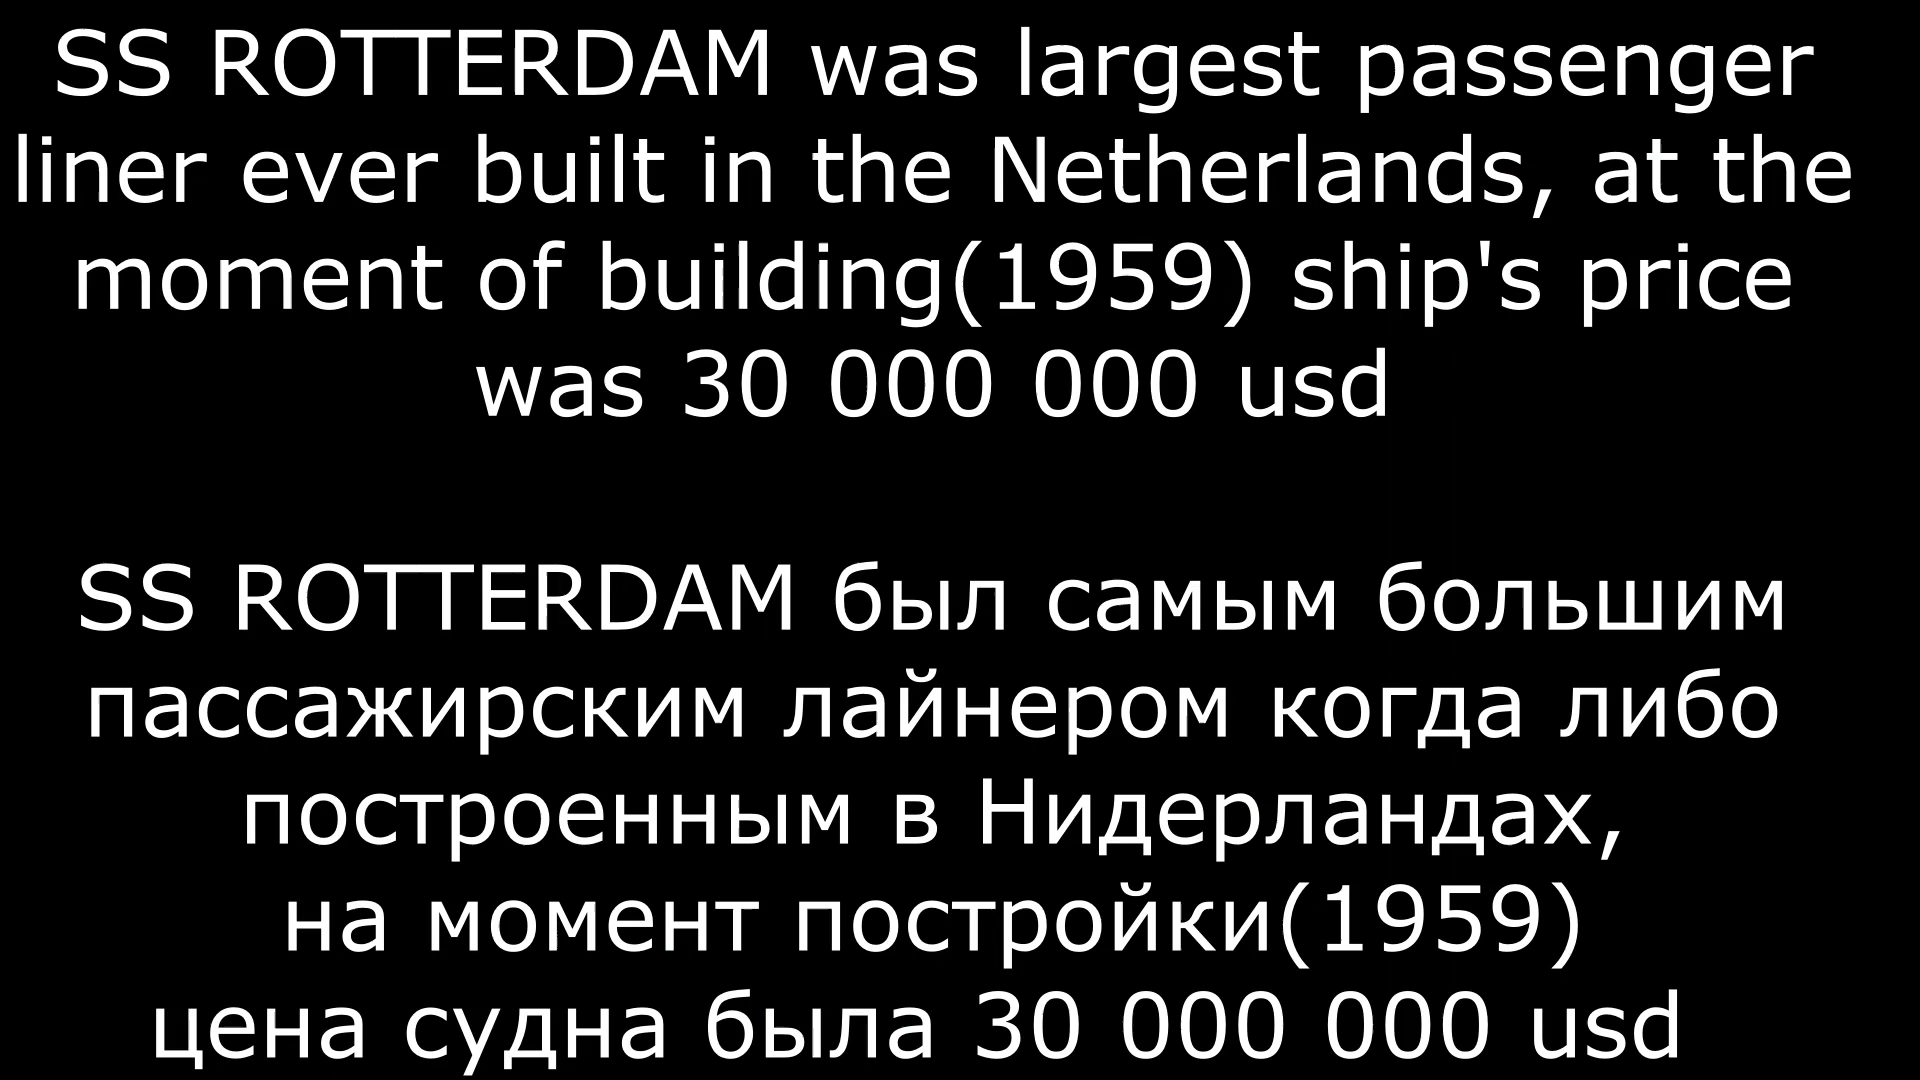 SS ROTTERDAM was largest passenger
liner ever built in the Netherlands, at the
moment of building(1959) ship's price
was 30 000 000 usd
SS ROTTERDAM был самым большим
пассажирским лайнером когда либо
построенным в Нидерландах,
на момент постройки(1959)
цена судна была 30 000 000 usd